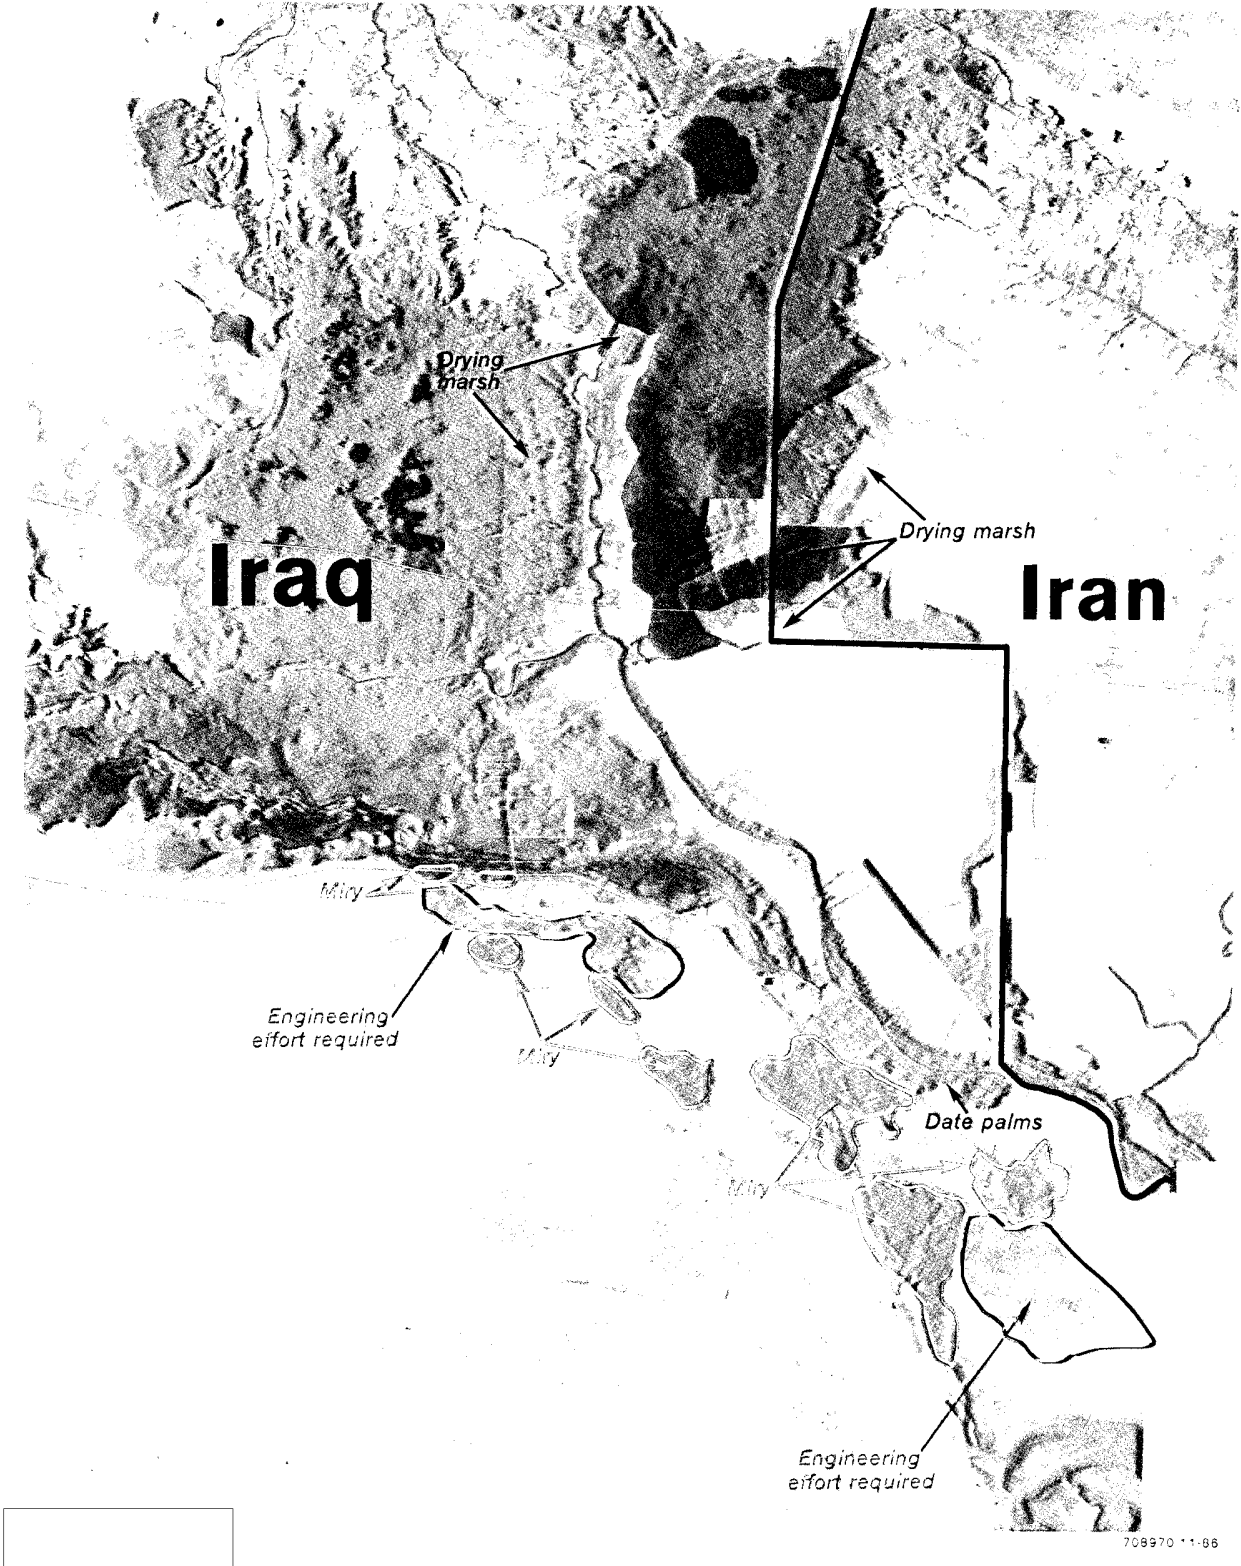 Drying
marsh
Drying marsh
Iraq
Iran
Miry
Engineering
effort required
Miry
Date palms
Miry
Engineering
effort required
708970 11-86